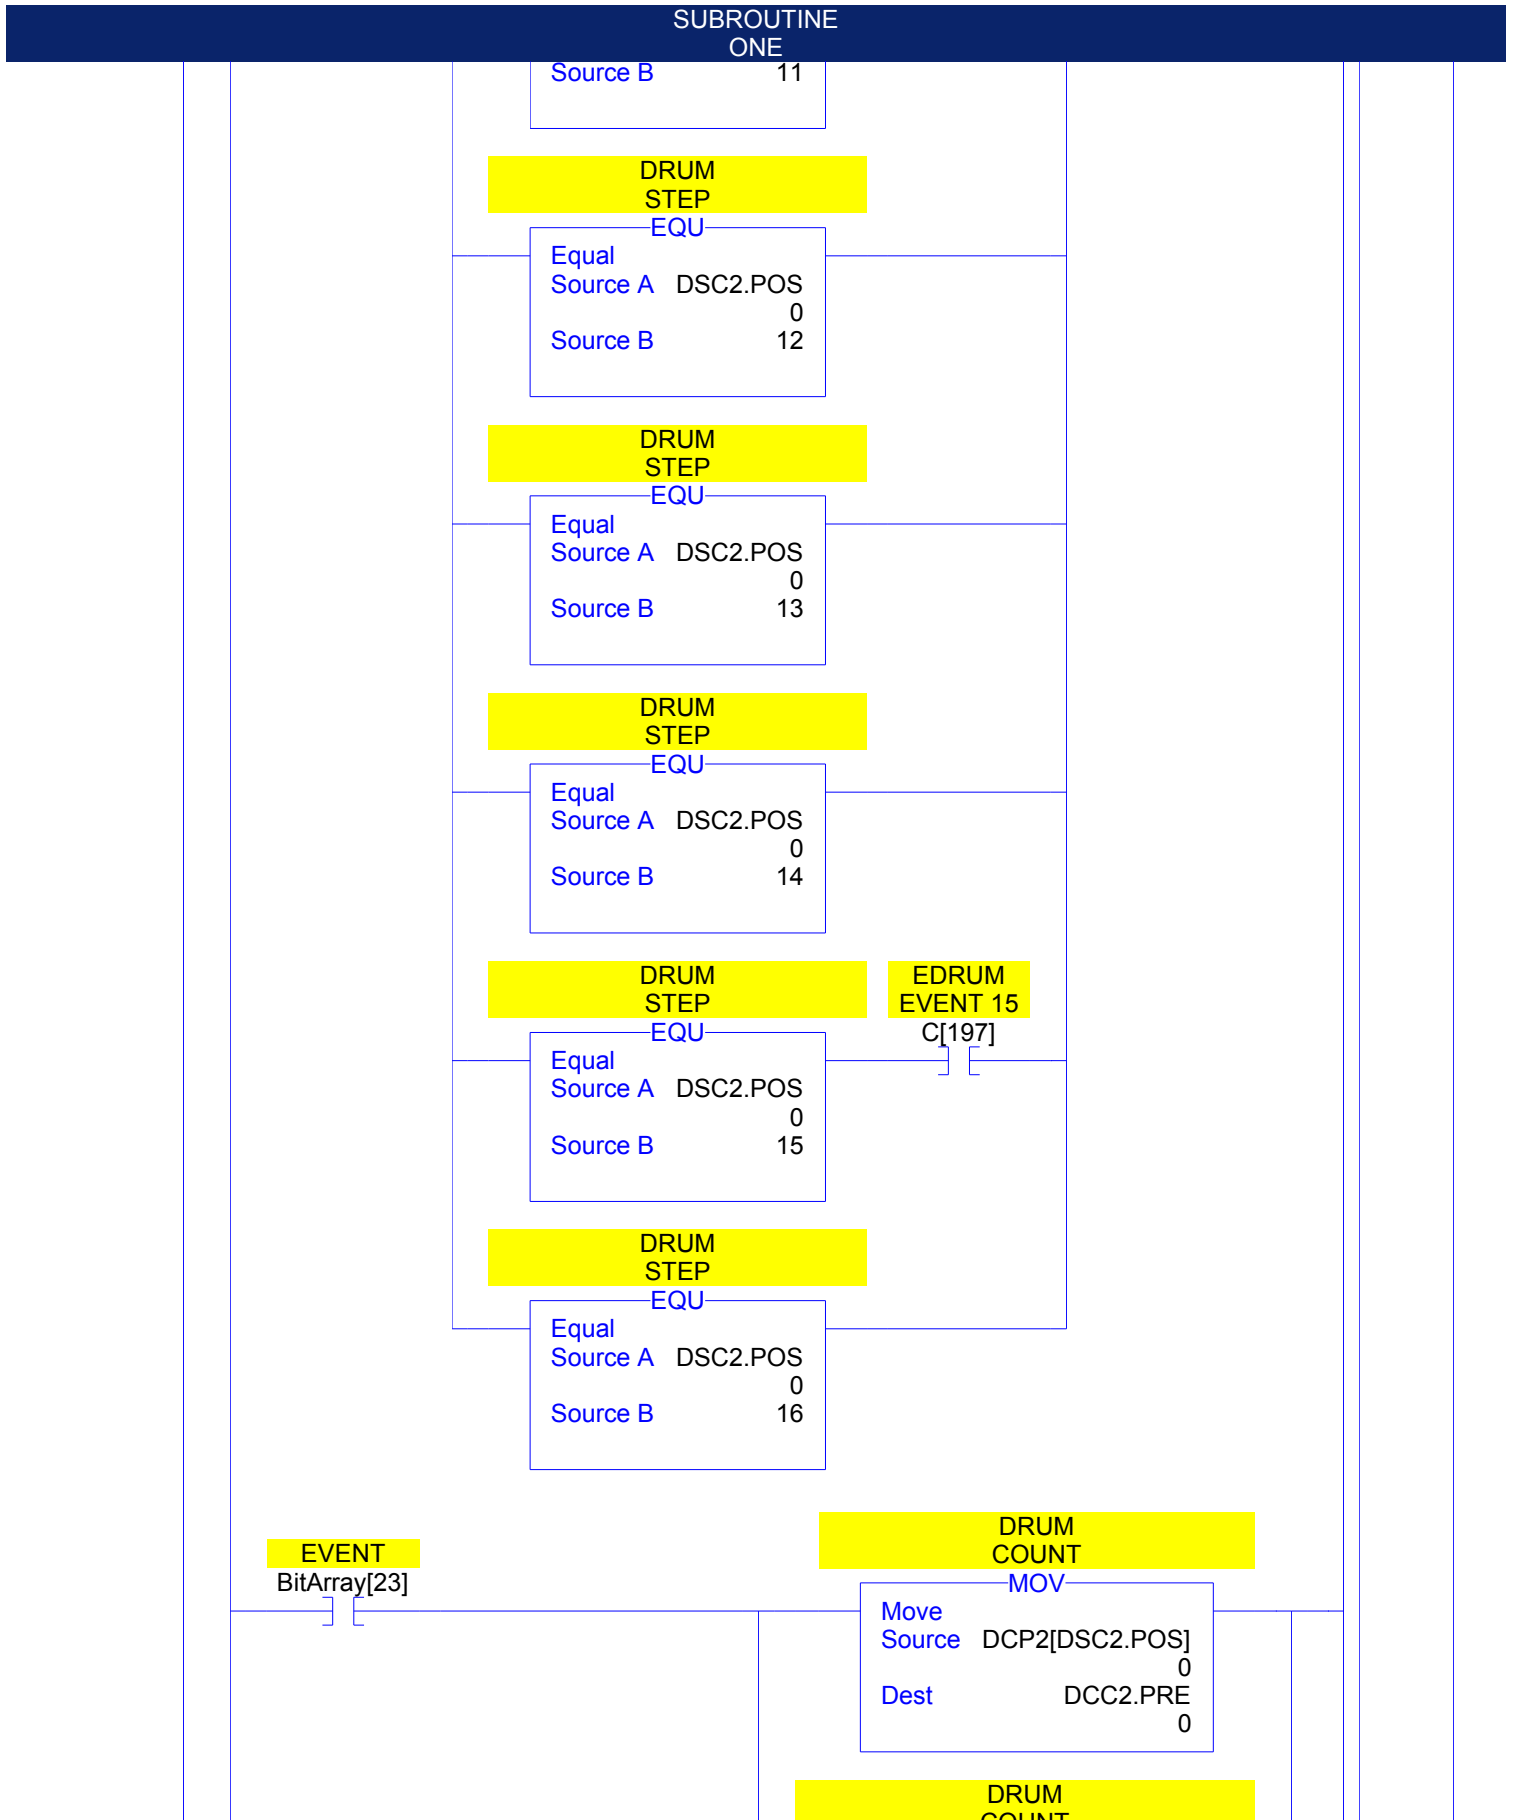 SUBROUTINE
ONE
Source B 11
DRUM
STEP
EQU
Equal
Source A DSC2.POS
0
Source B 12
DRUM
STEP
EQU
Equal
Source A DSC2.POS
0
Source B 13
DRUM
STEP
EQU
Equal
Source A DSC2.POS
0
Source B 14
DRUM
STEP
EQU
Equal
Source A DSC2.POS
0
Source B 15
EDRUM
EVENT 15
C[197]
DRUM
STEP
EQU
Equal
Source A DSC2.POS
0
Source B 16
EVENT
BitArray[23]
DRUM
COUNT
MOV
Move
Source DCP2[DSC2.POS]
0
Dest DCC2.PRE
0
DRUM
COUNT